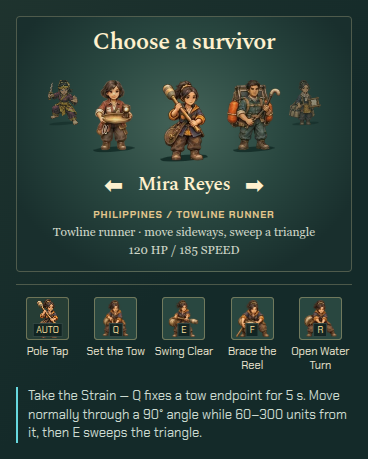 Choose a survivor
Mira Reyes
PHILIPPINES / TOWLINE RUNNER
Towline runner · move sideways, sweep a triangle
120 HP / 185 SPEED
AUTO
Q
E
F
R
Pole Tap
Set the Tow
Swing Clear
Brace the
Reel
Open Water
Turn
Take the Strain — Q fixes a tow endpoint for 5 s. Move
normally through a 90° angle while 60–300 units from
it, then E sweeps the triangle.